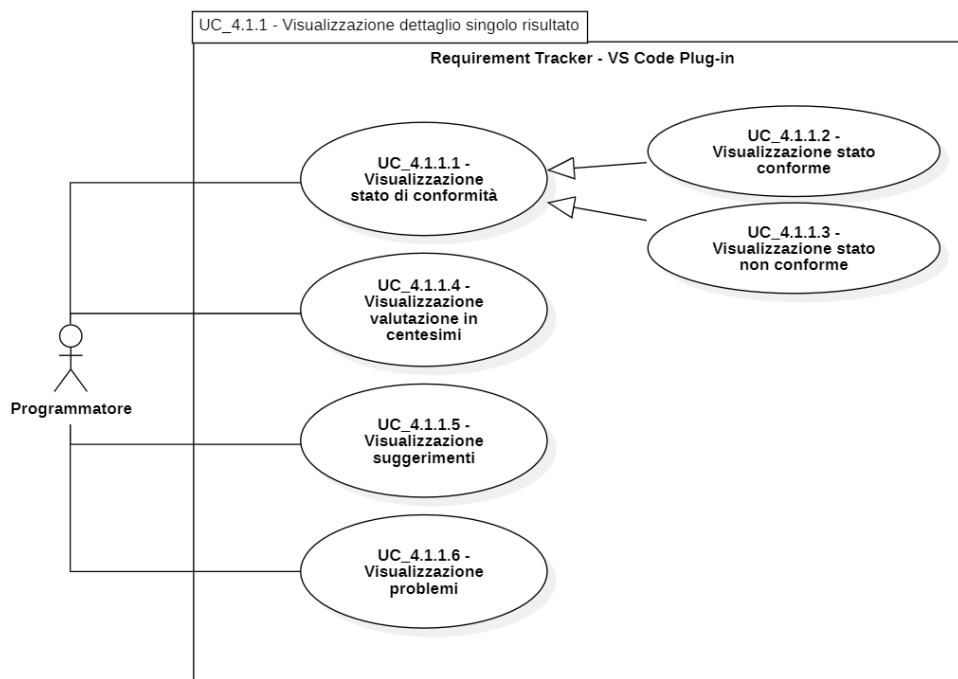 UC_4.1.1 - Visualizzazione dettaglio singolo risultato
Requirement Tracker - VS Code Plug-in
UC_4.1.1.1 -
Visualizzazione
stato di conformità
UC_4.1.1.2 -
Visualizzazione stato
conforme
UC_4.1.1.3 -
Visualizzazione stato
non conforme
UC_4.1.1.4 -
Visualizzazione
valutazione in
centesimi
Programmatore
UC_4.1.1.5 -
Visualizzazione
suggerimenti
UC_4.1.1.6 -
Visualizzazione
problemi